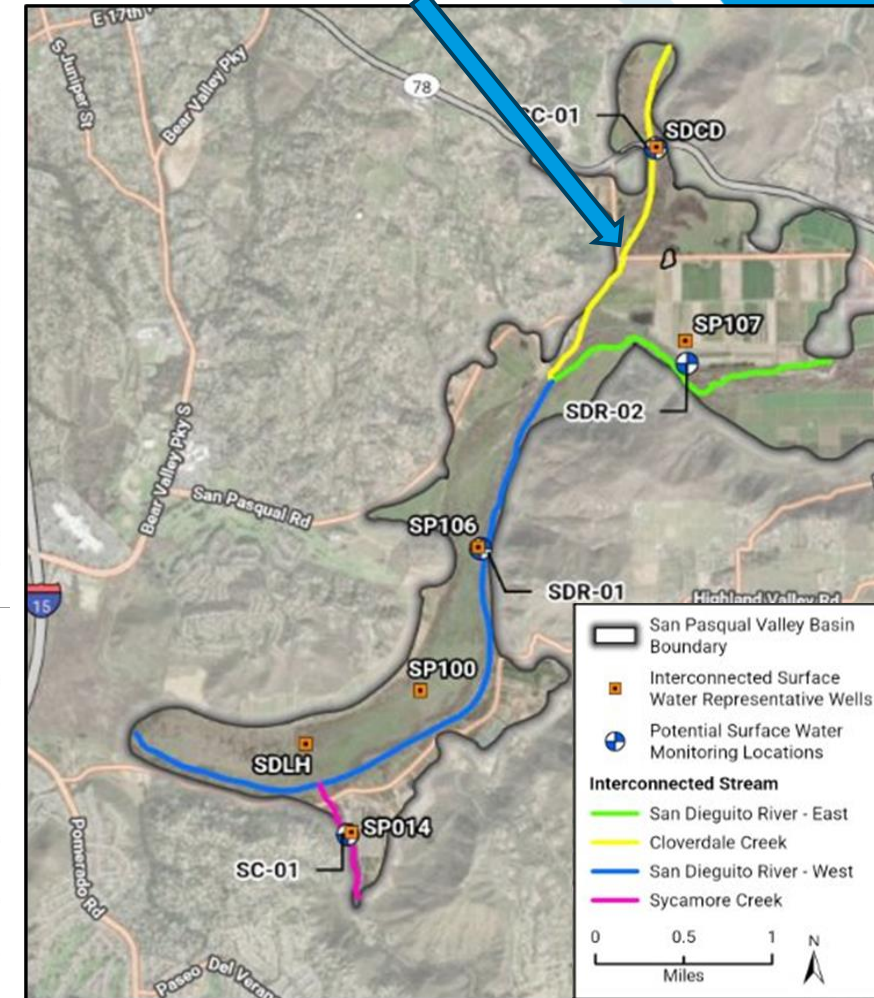 E 17th
S Juniper St
Bear Valley Pky
78
C-01
SDCD
SP107
SDR-02
Bear Valley Pky S
San Pasqual Rd
SP106
SDR-01
15
Highland Valley Rd
SP100
SDLH
SP014
SC-01
Pomerado Rd
Paseo Del Veran
San Pasqual Valley Basin
Boundary
Interconnected Surface
Water Representative Wells
Potential Surface Water
Monitoring Locations
Interconnected Stream
San Dieguito River - East
Cloverdale Creek
San Dieguito River - West
Sycamore Creek
0 0.5 1
Miles
N